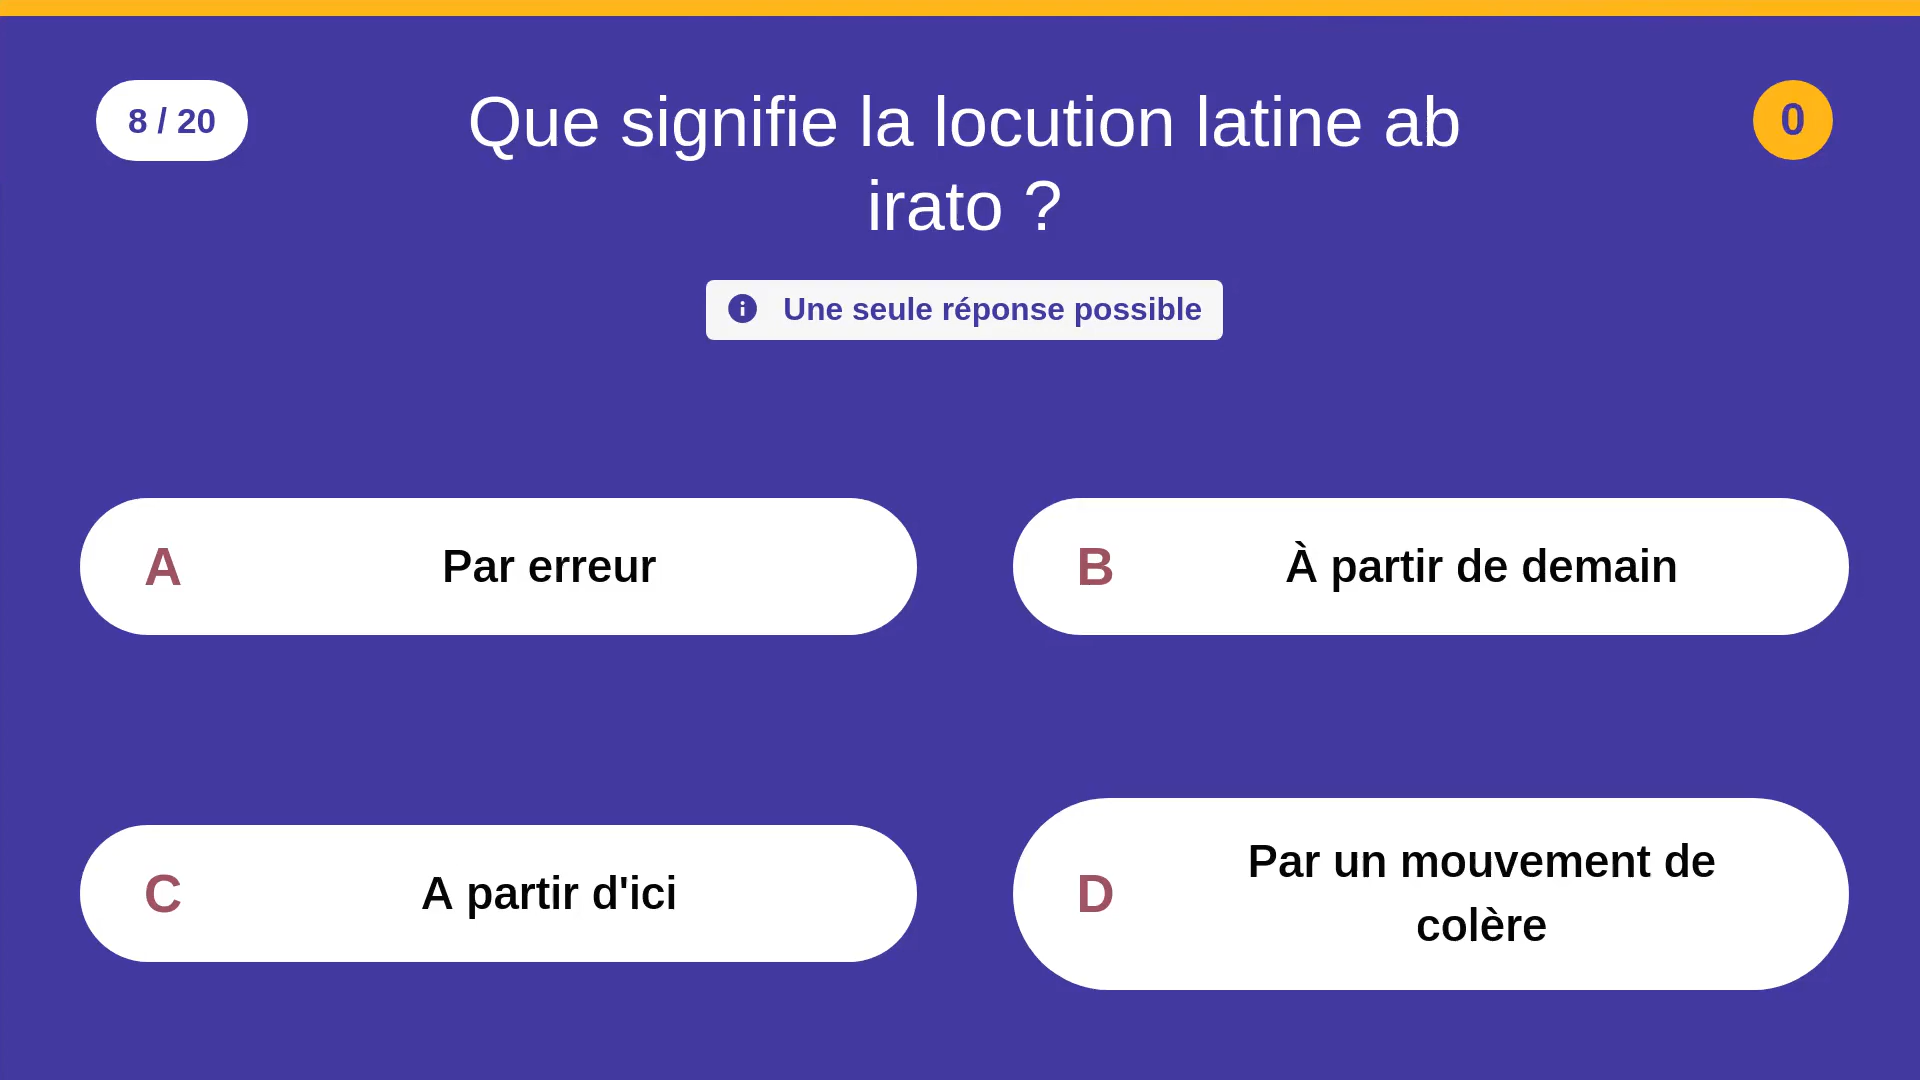 8 / 20
Que signifie la locution latine ab
irato ?
0
Une seule réponse possible
A
Par erreur
B
À partir de demain
C
A partir d'ici
D
Par un mouvement de
colère